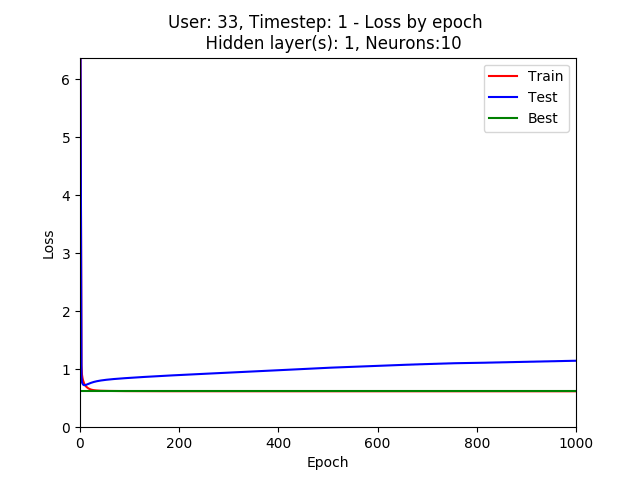 User: 33, Timestep: 1 - Loss by epoch
Hidden layer(s): 1, Neurons:10
Train
Test
Best
6
5
4
3
2
1
0
Loss
0 200 400 600 800 1000
Epoch